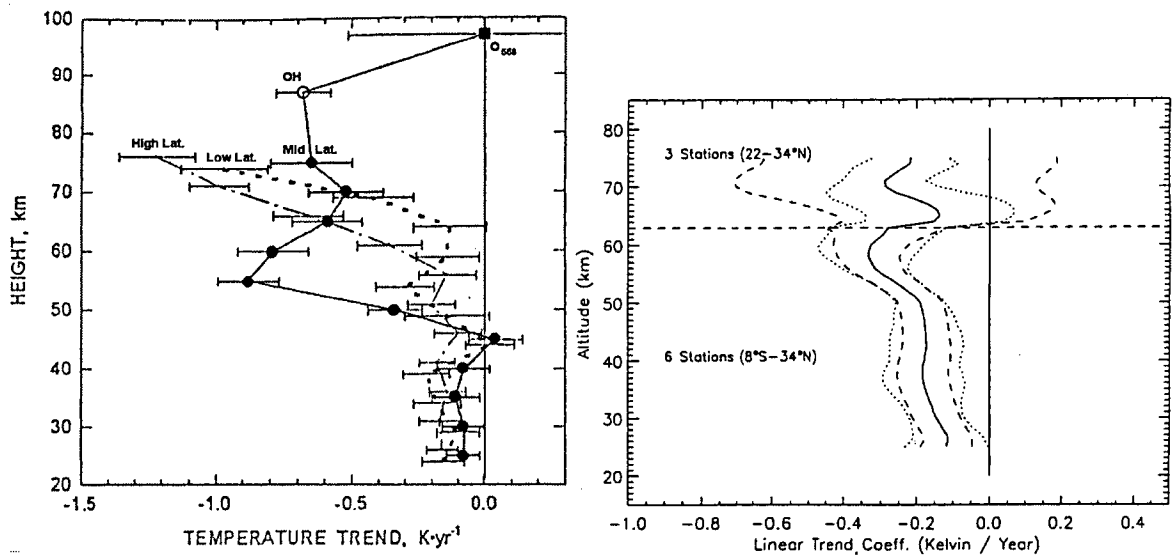 HEIGHT, km
100
90
80
70
60
50
40
30
20
-1.5
-1.0
-0.5
0.0
TEMPERATURE TREND, K·yr-1
O558
OH
High Lat.
Low Lat.
Mid Lat.
Altitude (km)
80
70
60
50
40
30
20
3 Stations (22-34°N)
6 Stations (8°S-34°N)
-1.0
-0.8
-0.6
-0.4
-0.2
0.0
0.2
0.4
Linear Trend Coeff. (Kelvin / Year)